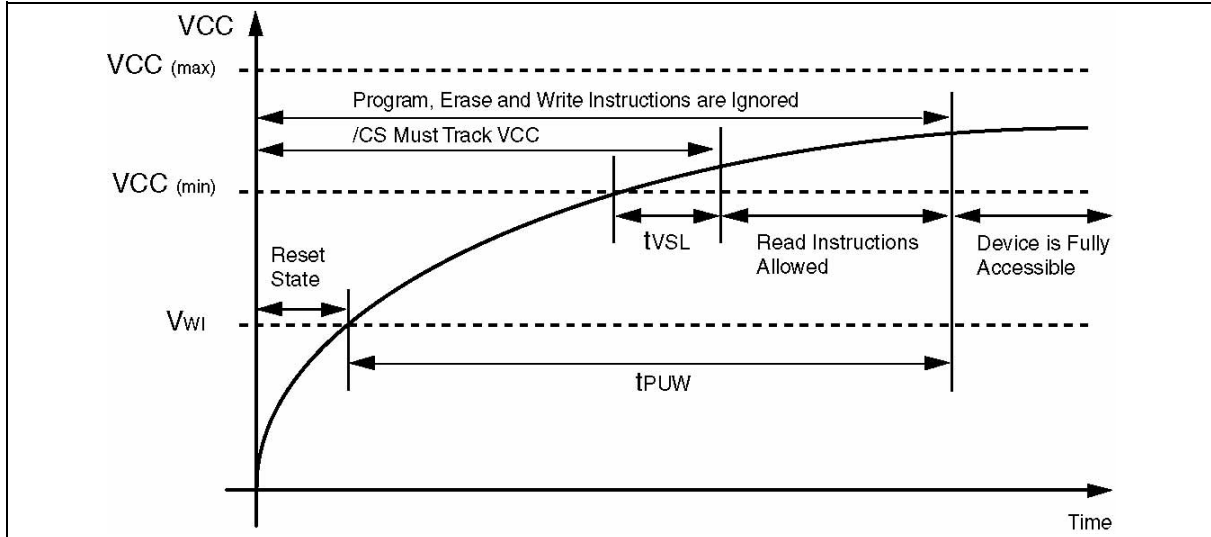 VCC
VCC (max)
Program, Erase and Write Instructions are Ignored
/CS Must Track VCC
VCC (min)
tVSL
Read Instructions
Allowed
Device is Fully
Accessible
Reset
State
VWI
tPUW
Time